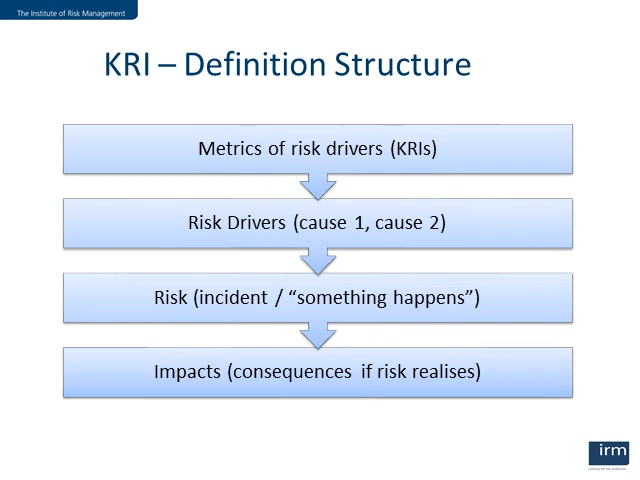 The Institute of Risk Management
KRI – Definition Structure
Metrics of risk drivers (KRIs)
Risk Drivers (cause 1, cause 2)
Risk (incident / “something happens”)
Impacts (consequences if risk realises)
irm